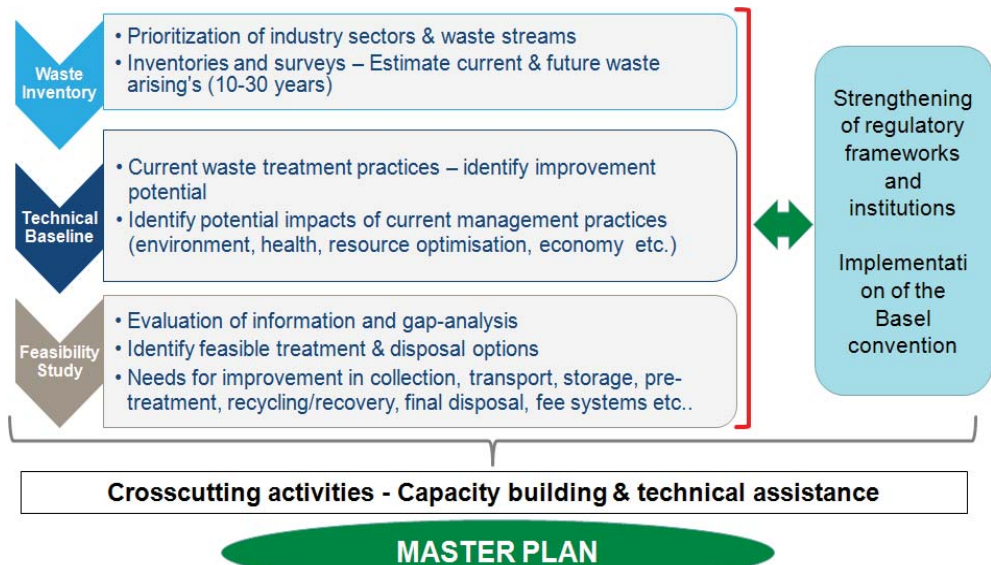 Waste
Inventory
• Prioritization of industry sectors & waste streams
• Inventories and surveys – Estimate current & future waste
arising's (10-30 years)
Technical
Baseline
• Current waste treatment practices – identify improvement
potential
• Identify potential impacts of current management practices
(environment, health, resource optimisation, economy etc.)
Feasibility
Study
• Evaluation of information and gap-analysis
• Identify feasible treatment & disposal options
• Needs for improvement in collection, transport, storage, pre-
treatment, recycling/recovery, final disposal, fee systems etc..
Strengthening
of regulatory
frameworks
and
institutions
Implementati
on of the
Basel
convention
Crosscutting activities - Capacity building & technical assistance
MASTER PLAN